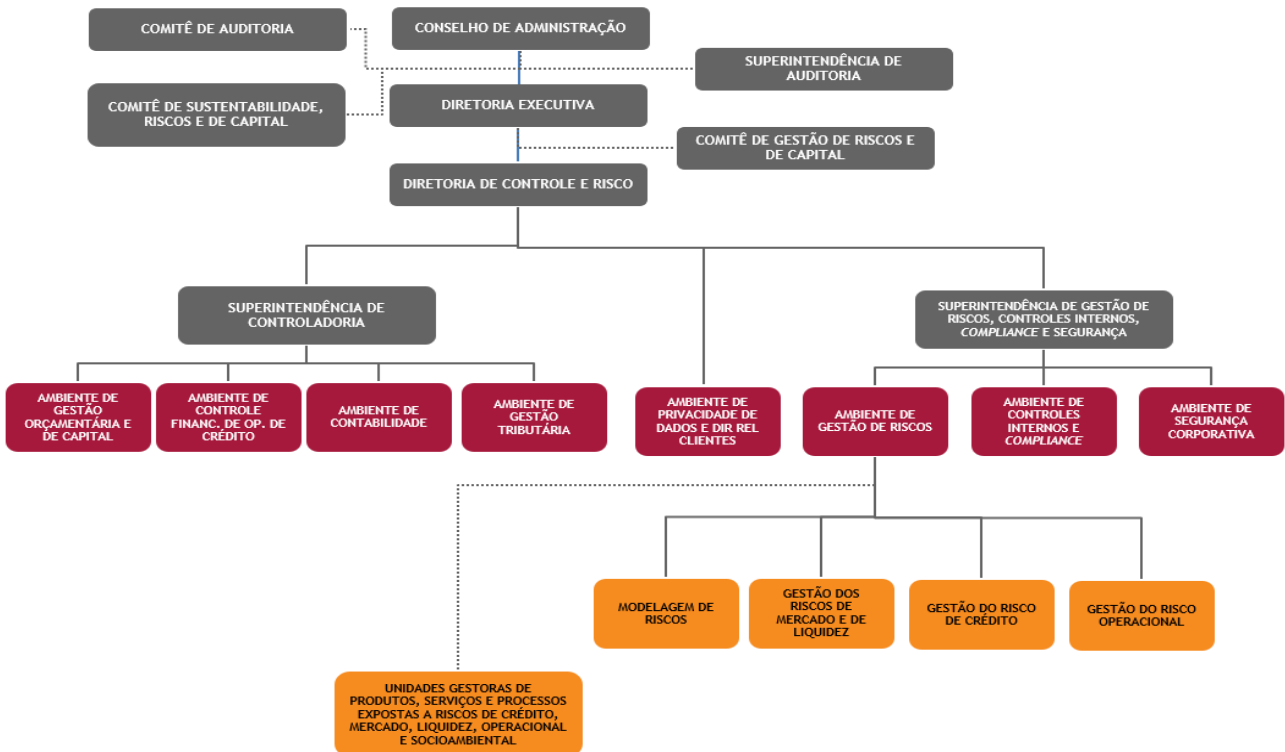 COMITÊ DE AUDITORIA
CONSELHO DE ADMINISTRAÇÃO
SUPERINTENDÊNCIA DE
AUDITORIA
COMITÊ DE SUSTENTABILIDADE,
RISCOS E DE CAPITAL
DIRETORIA EXECUTIVA
COMITÊ DE GESTÃO DE RISCOS E
DE CAPITAL
DIRETORIA DE CONTROLE E RISCO
SUPERINTENDÊNCIA DE
CONTROLADORIA
SUPERINTENDÊNCIA DE GESTÃO DE
RISCOS, CONTROLES INTERNOS,
COMPLIANCE E SEGURANÇA
AMBIENTE DE
GESTÃO
ORÇAMENTÁRIA E
DE CAPITAL
AMBIENTE DE
CONTROLE
FINANC. DE OP. DE
CRÉDITO
AMBIENTE DE
CONTABILIDADE
AMBIENTE DE
GESTÃO
TRIBUTÁRIA
AMBIENTE DE
PRIVACIDADE DE
DADOS E DIR REL
CLIENTES
AMBIENTE DE
GESTÃO DE RISCOS
AMBIENTE DE
CONTROLES
INTERNOS E
COMPLIANCE
AMBIENTE DE
SEGURANÇA
CORPORATIVA
MODELAGEM DE
RISCOS
GESTÃO DOS
RISCOS DE
MERCADO E DE
LIQUIDEZ
GESTÃO DO RISCO
DE CRÉDITO
GESTÃO DO RISCO
OPERACIONAL
UNIDADES GESTORAS DE
PRODUTOS, SERVIÇOS E PROCESSOS
EXPOSTAS A RISCOS DE CRÉDITO,
MERCADO, LIQUIDEZ, OPERACIONAL
E SOCIOAMBIENTAL